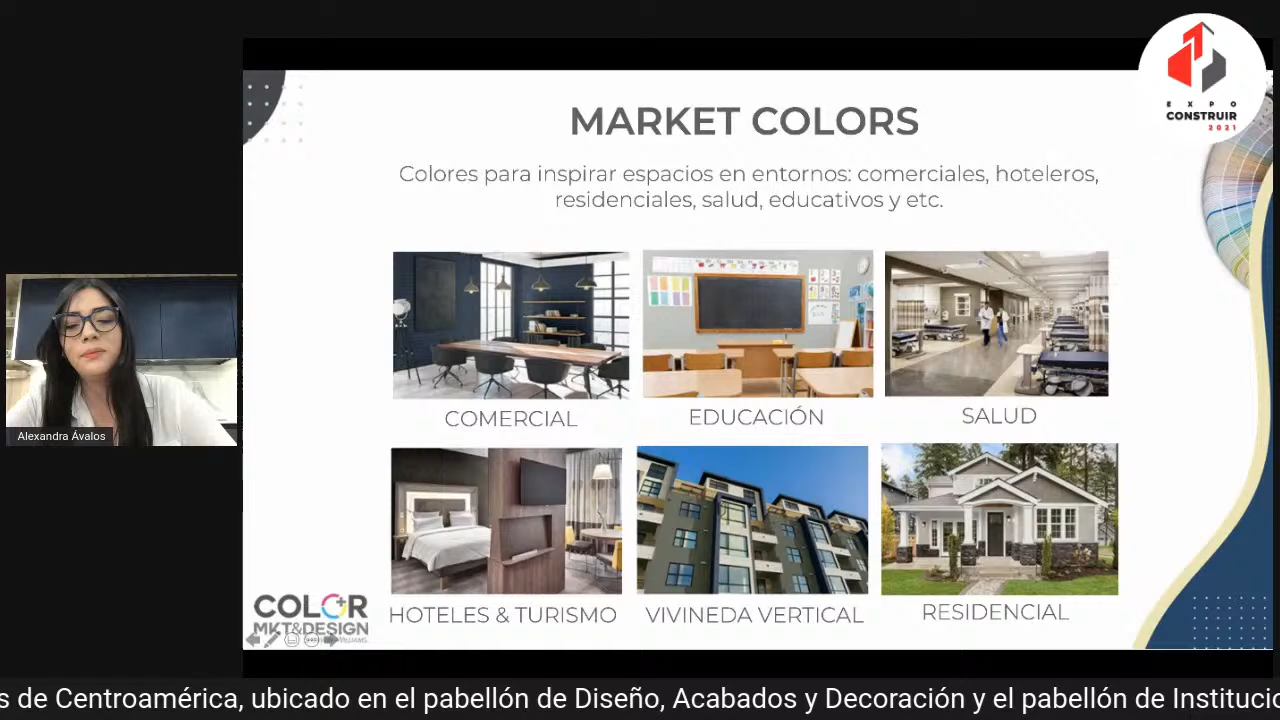 EXPO
CONSTRUIR
2021
MARKET COLORS
Colores para inspirar espacios en entornos: comerciales, hoteleros,
residenciales, salud, educativos y etc.
COMERCIAL
EDUCACIÓN
SALUD
Alexandra Ávalos
HOTELES & TURISMO
VIVINEDA VERTICAL
RESIDENCIAL
COLOR
MKT&DESIGN
s de Centroamérica, ubicado en el pabellón de Diseño, Acabados y Decoración y el pabellón de Institucio